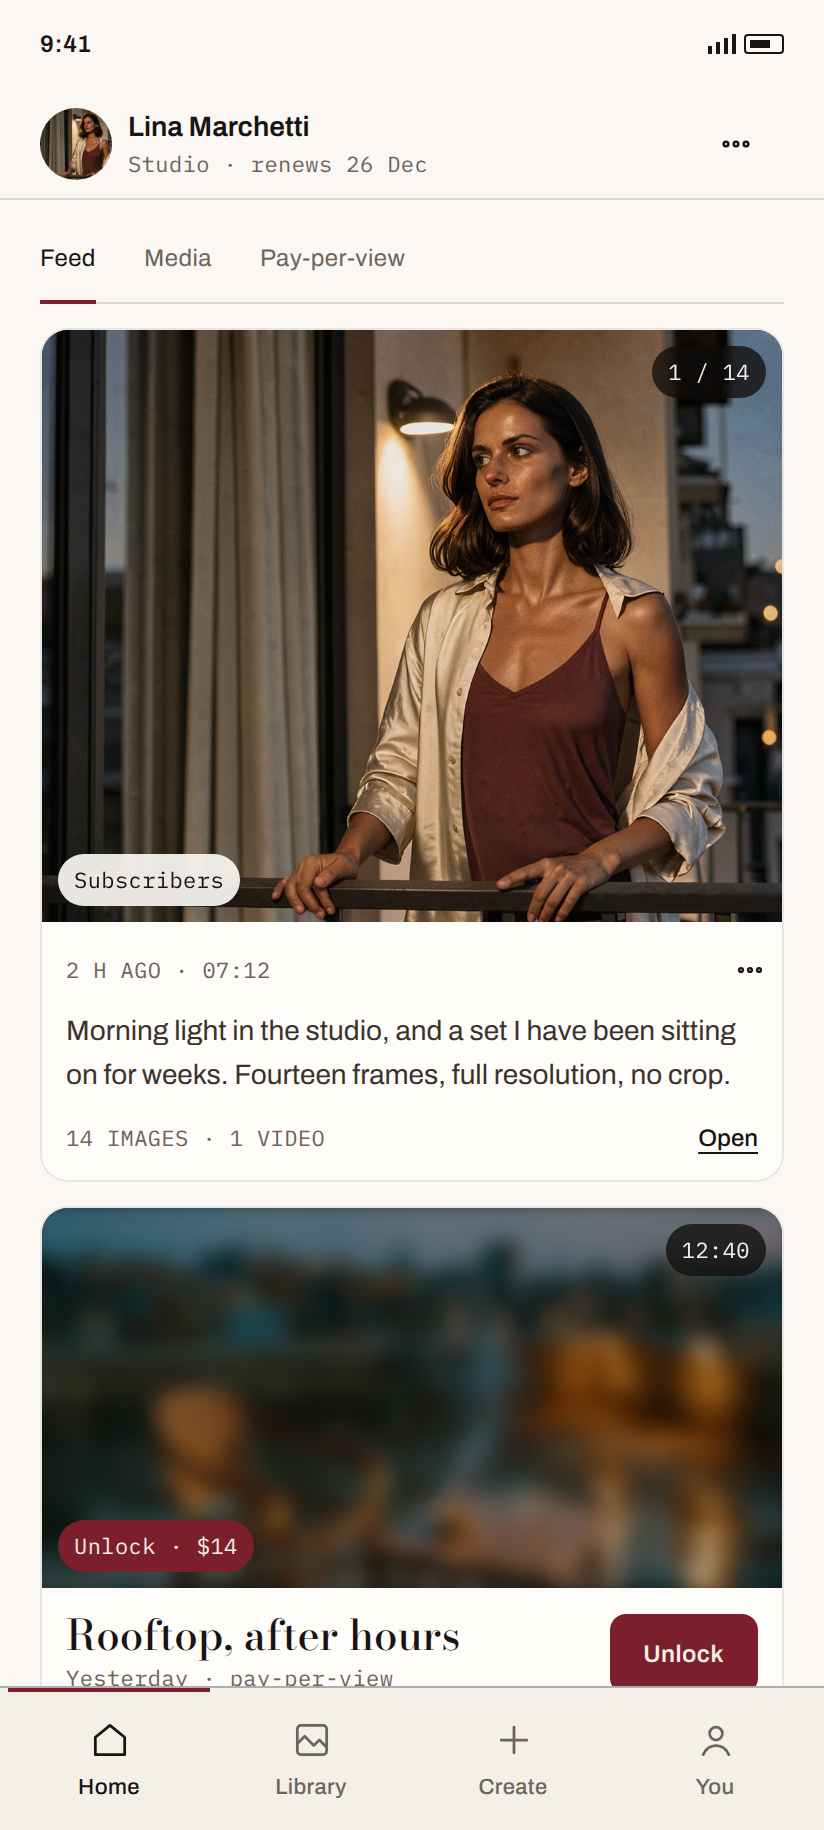 9:41
Lina Marchetti
Studio · renews 26 Dec
Feed
Media
Pay-per-view
1 / 14
Subscribers
2 H AGO · 07:12
Morning light in the studio, and a set I have been sitting
on for weeks. Fourteen frames, full resolution, no crop.
14 IMAGES · 1 VIDEO
Open
12:40
Unlock · $14
Rooftop, after hours
Unlock
Yesterday · pay-per-view
Home
Library
Create
You